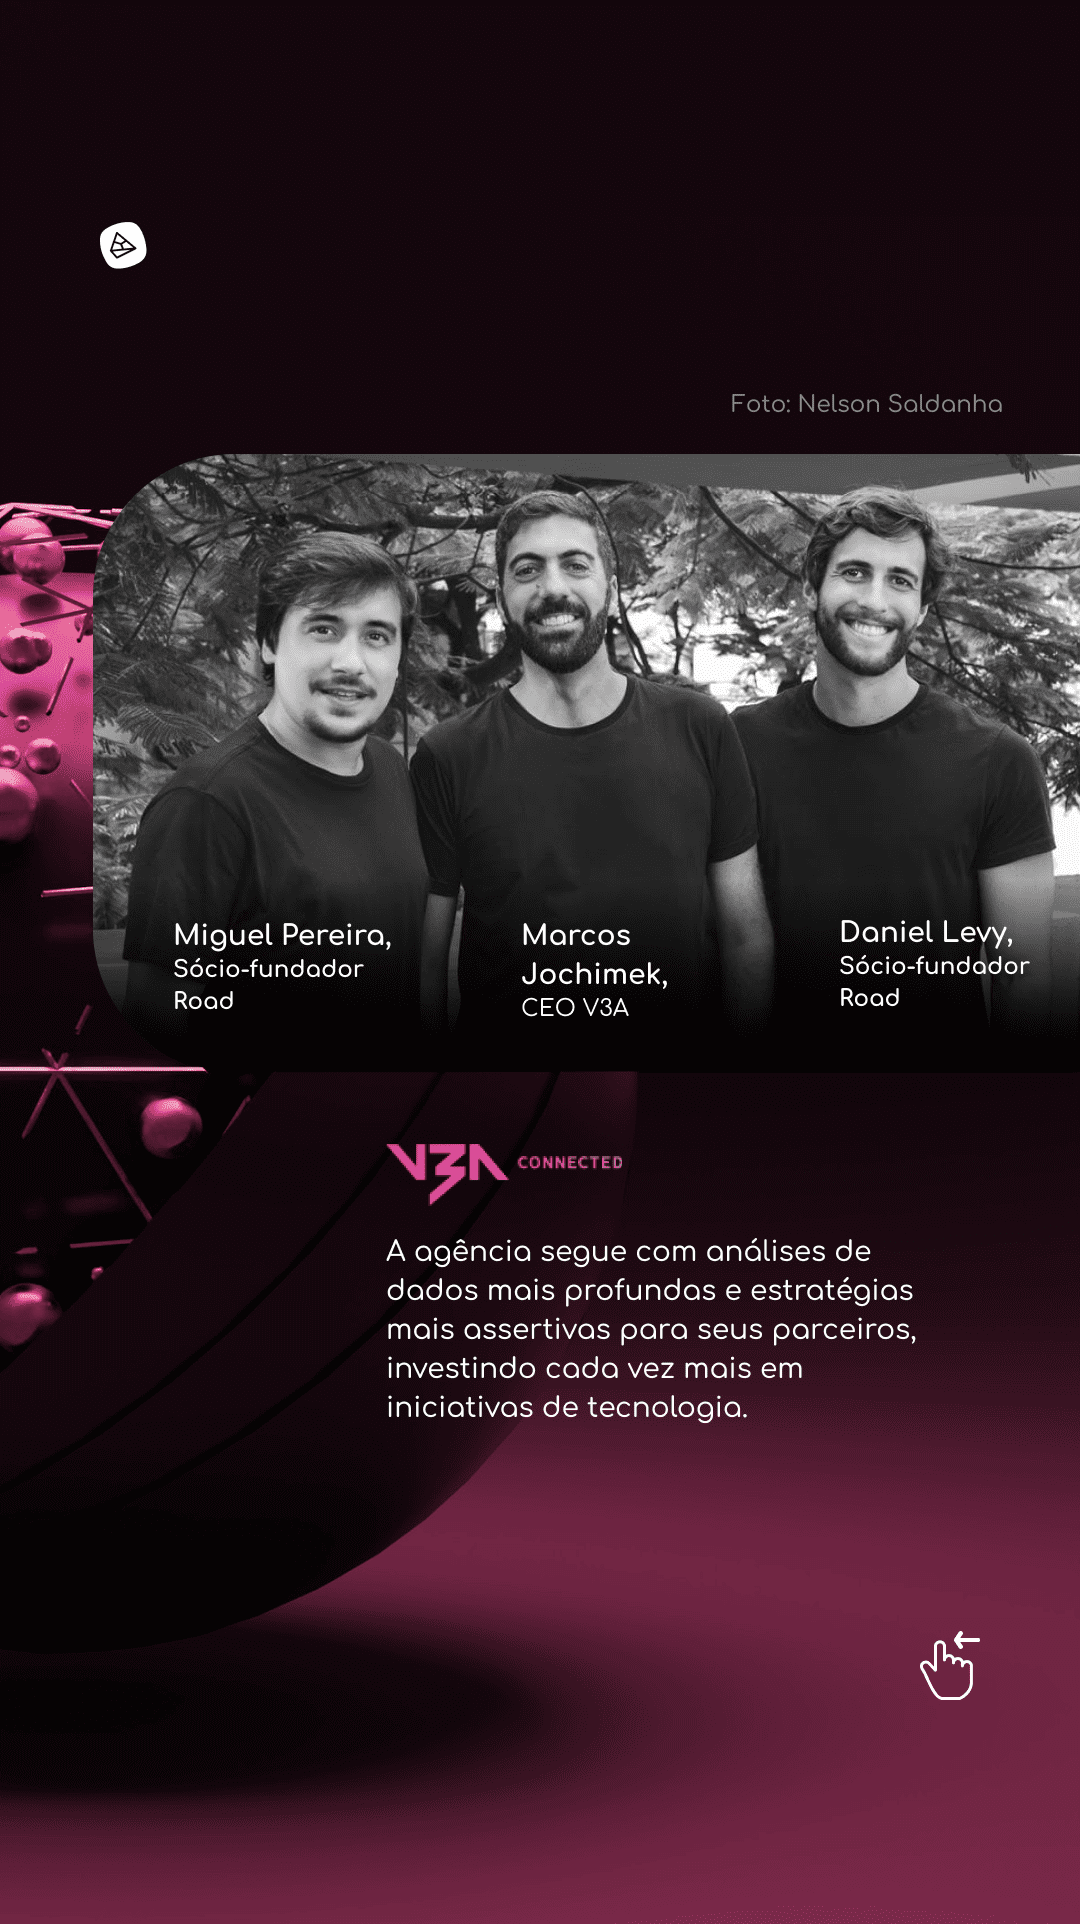 Foto: Nelson Saldanha
Miguel Pereira,
Sócio-fundador
Road
Marcos
Jochimek,
CEO V3A
Daniel Levy,
Sócio-fundador
Road
V3A CONNECTED
A agência segue com análises de
dados mais profundas e estratégias
mais assertivas para seus parceiros,
investindo cada vez mais em
iniciativas de tecnologia.